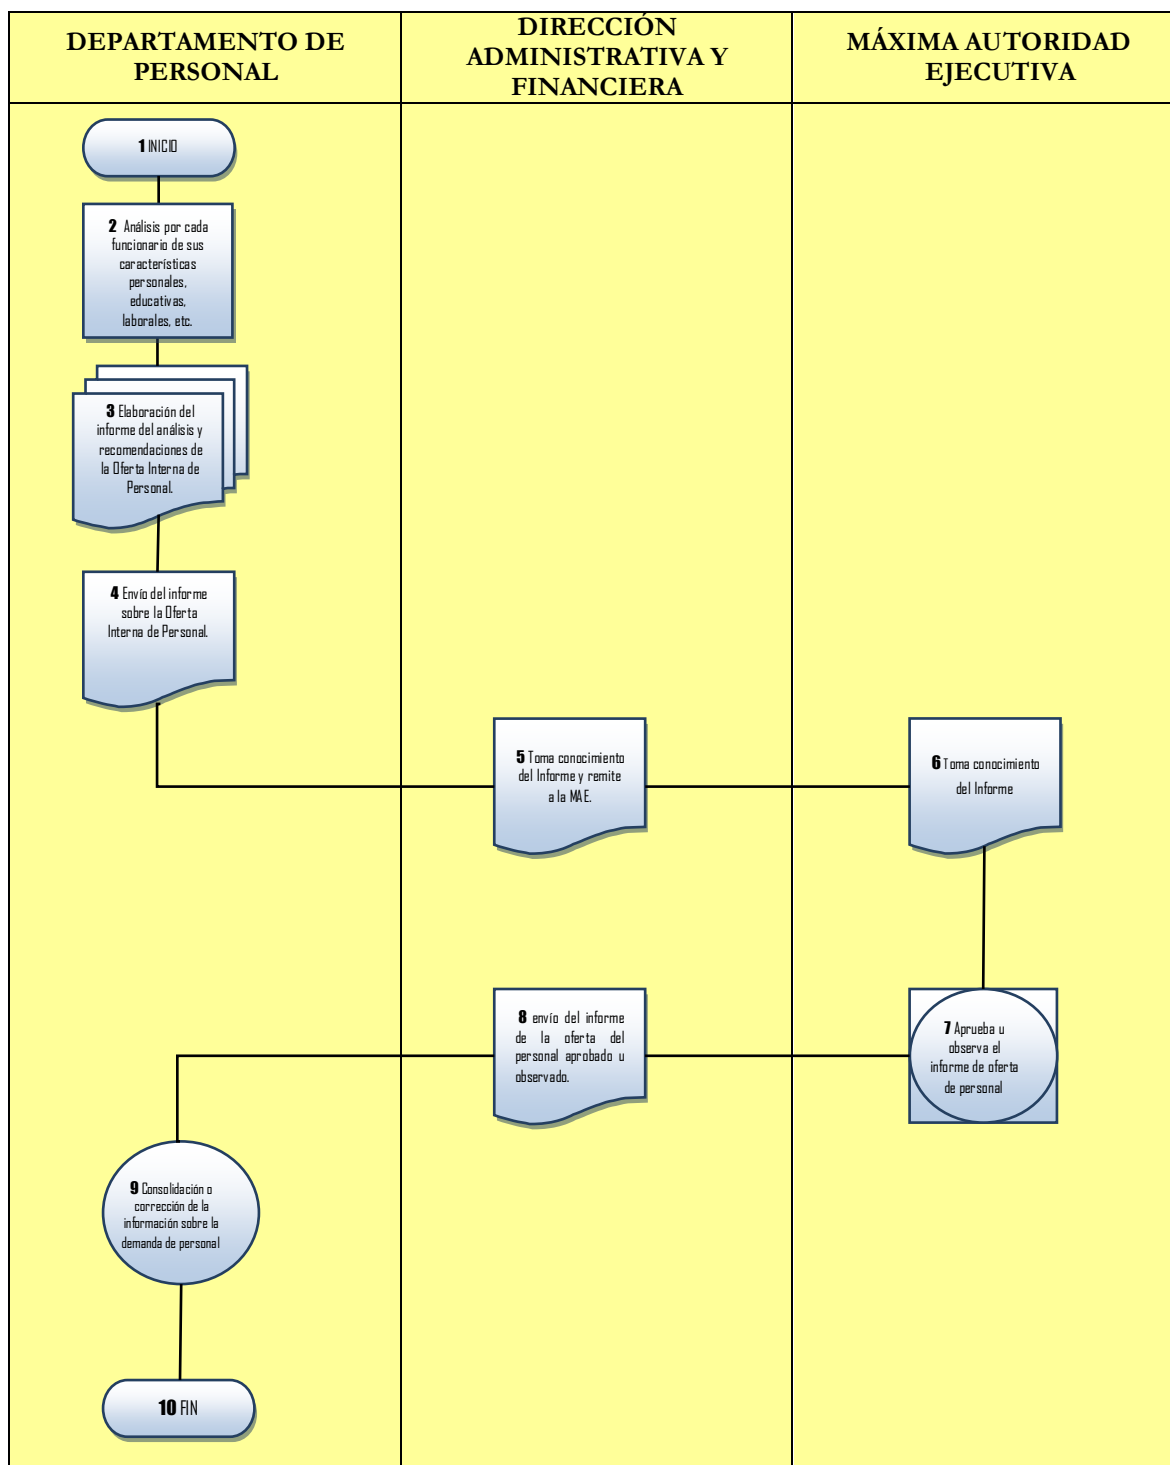 DEPARTAMENTO DE
PERSONAL
DIRECCIÓN
ADMINISTRATIVA Y
FINANCIERA
MÁXIMA AUTORIDAD
EJECUTIVA
1 INICIO
2 Análisis por cada
funcionario de sus
características
personales,
educativas,
laborales, etc.
3 Elaboración del
informe del análisis y
recomendaciones de
la Oferta Interna de
Personal.
4 Envío del informe
sobre la Oferta
Interna de Personal.
5 Toma conocimiento
del Informe y remite
a la MAE.
6 Toma conocimiento
del Informe
7 Aprueba u
observa el
informe de oferta
de personal
8 envío del informe
de la oferta del
personal aprobado u
observado.
9 Consolidación o
corrección de la
información sobre la
demanda de personal
10 FIN